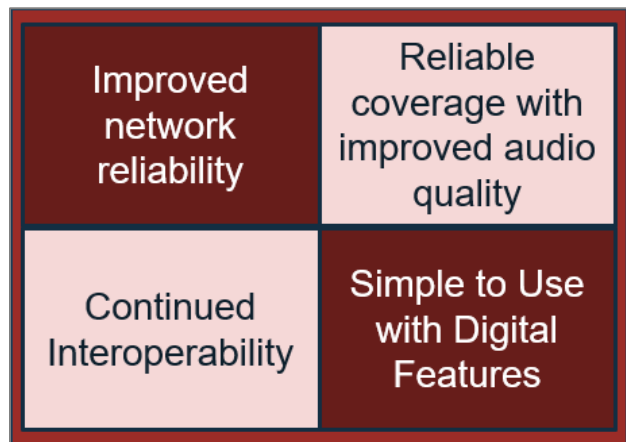 Improved
network
reliability
Reliable
coverage with
improved audio
quality
Continued
Interoperability
Simple to Use
with Digital
Features